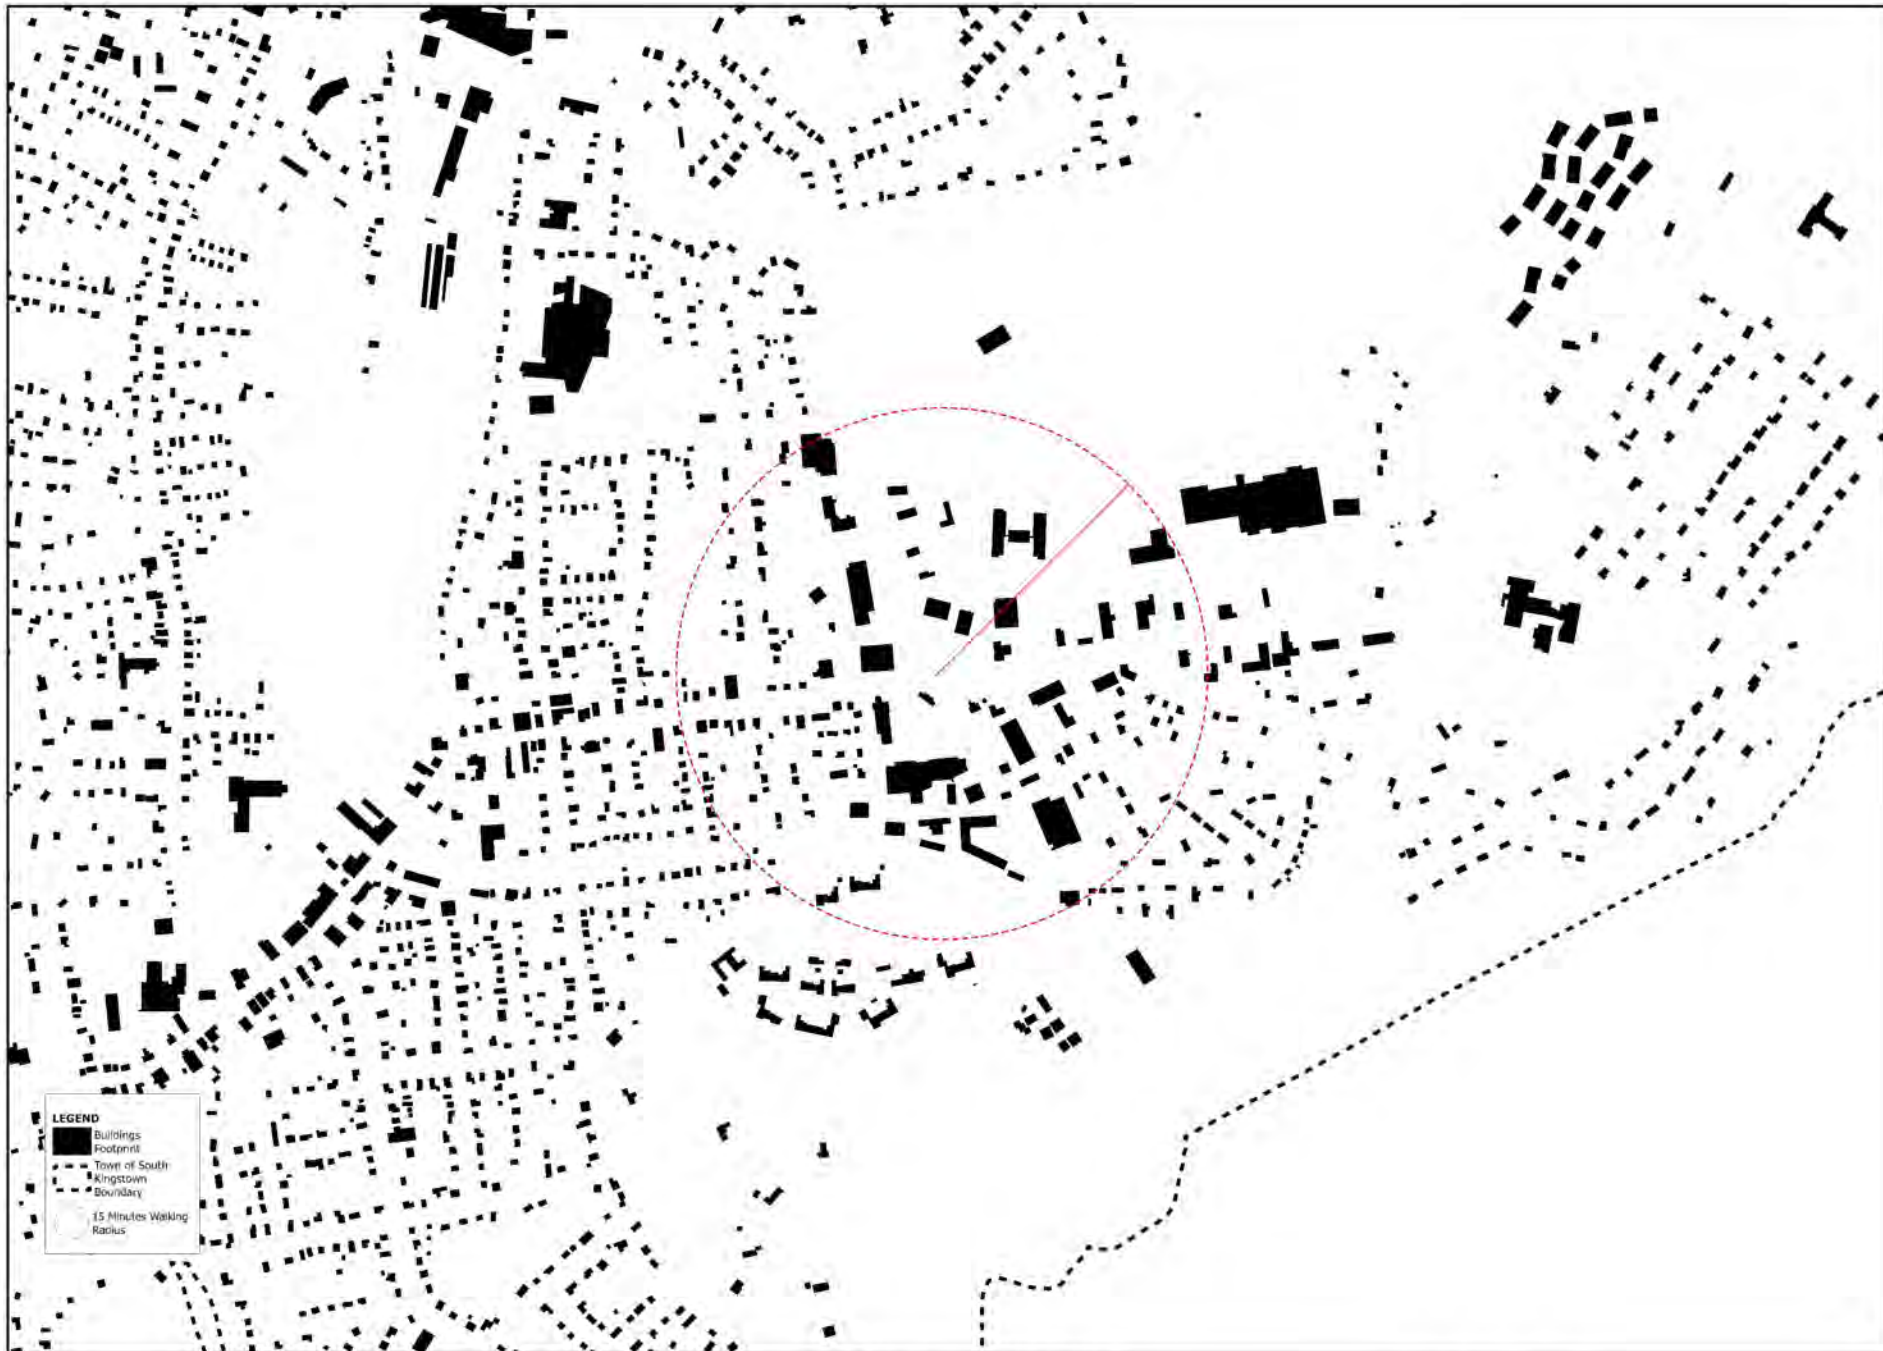 LEGEND
Buildings
Footprint
Town of South
Kingstown
Boundary
15 Minutes Walking
Radius